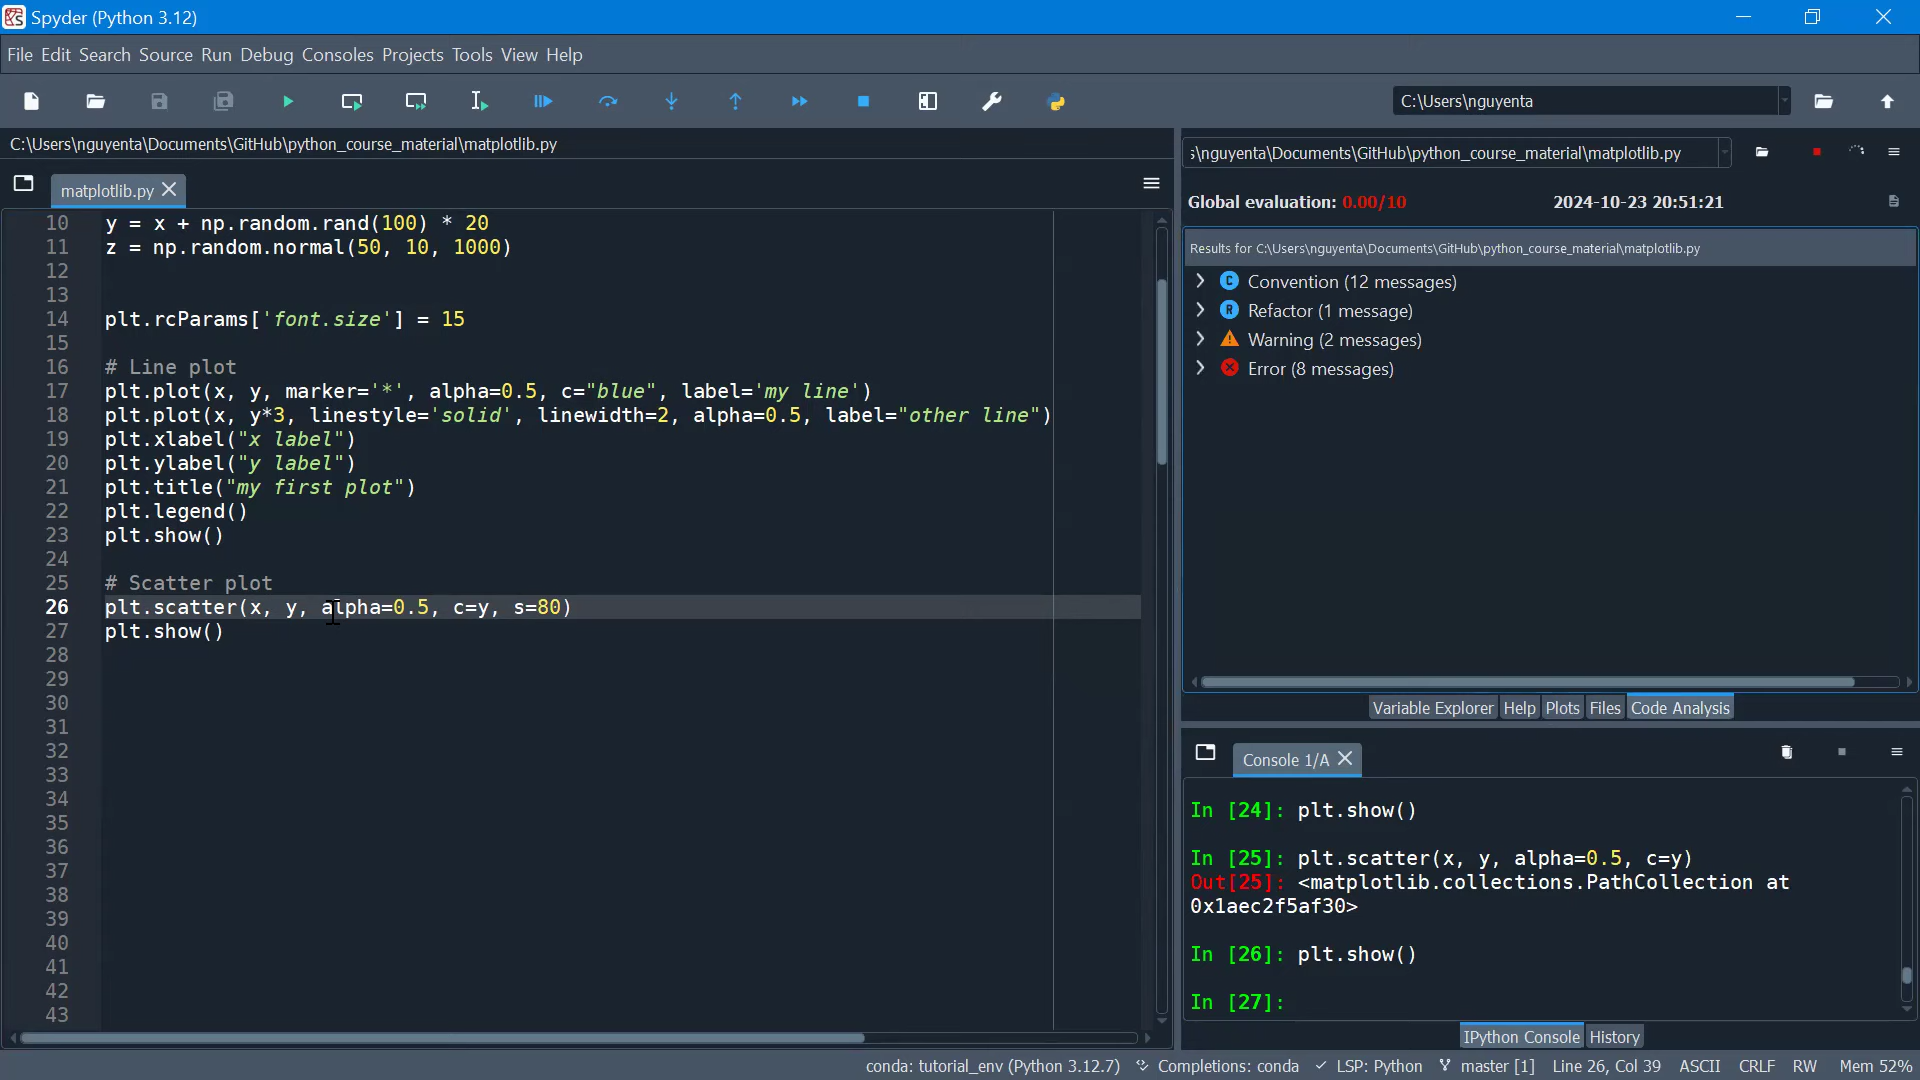 Spyder (Python 3.12)
File Edit Search Source Run Debug Consoles Projects Tools View Help
C:\Users\nguyenta
C:\Users\nguyenta\Documents\GitHub\python_course_material\matplotlib.py
matplotlib.py
10 y = x + np.random.rand(100) * 20
11 z = np.random.normal(50, 10, 1000)
12
13
14 plt.rcParams['font.size'] = 15
15
16 # Line plot
17 plt.plot(x, y, marker='*', alpha=0.5, c="blue", label='my line')
18 plt.plot(x, y*3, linestyle='solid', linewidth=2, alpha=0.5, label="other line")
19 plt.xlabel("x label")
20 plt.ylabel("y label")
21 plt.title("my first plot")
22 plt.legend()
23 plt.show()
24
25 # Scatter plot
26 plt.scatter(x, y, alpha=0.5, c=y, s=80)
27 plt.show()
28
29
30
31
32
33
34
35
36
37
38
39
40
41
42
43
s\nguyenta\Documents\GitHub\python_course_material\matplotlib.py
Global evaluation: 0.00/10 2024-10-23 20:51:21
Results for C:\Users\nguyenta\Documents\GitHub\python_course_material\matplotlib.py
C Convention (12 messages)
R Refactor (1 message)
Warning (2 messages)
Error (8 messages)
Variable Explorer Help Plots Files Code Analysis
Console 1/A
In [24]: plt.show()
In [25]: plt.scatter(x, y, alpha=0.5, c=y)
Out[25]: <matplotlib.collections.PathCollection at
0x1aec2f5af30>
In [26]: plt.show()
In [27]:
IPython Console History
conda: tutorial_env (Python 3.12.7) Completions: conda LSP: Python master [1] Line 26, Col 39 ASCII CRLF RW Mem 52%